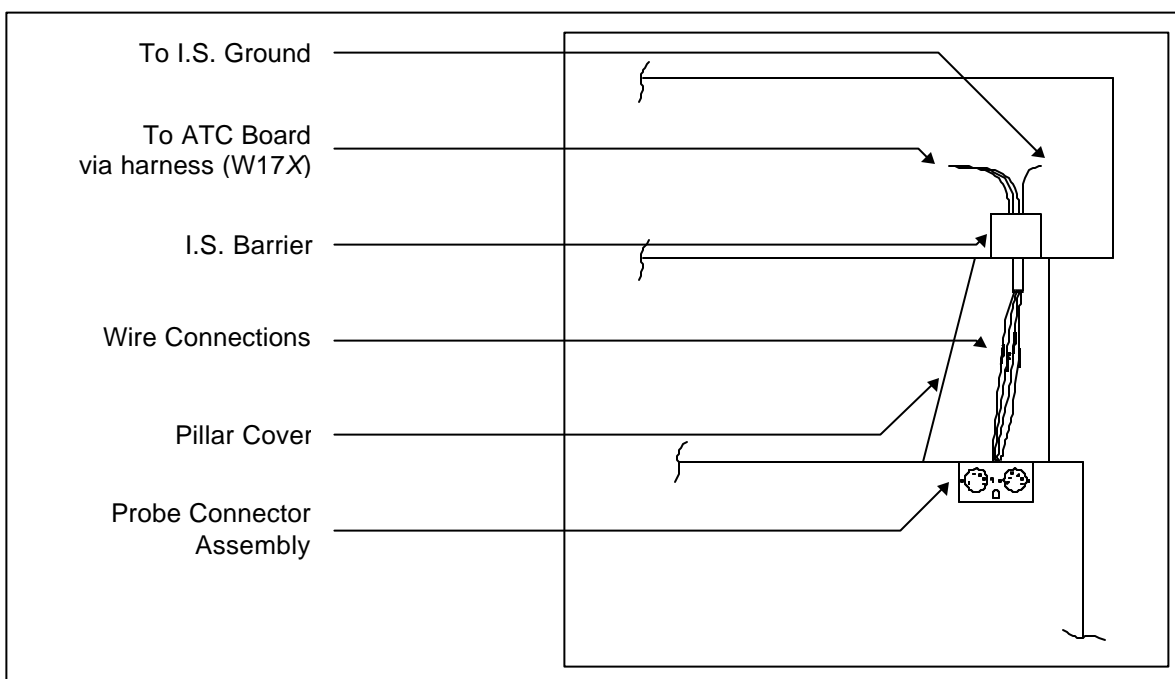 To I.S. Ground
To ATC Board
via harness (W17X)
I.S. Barrier
Wire Connections
Pillar Cover
Probe Connector
Assembly